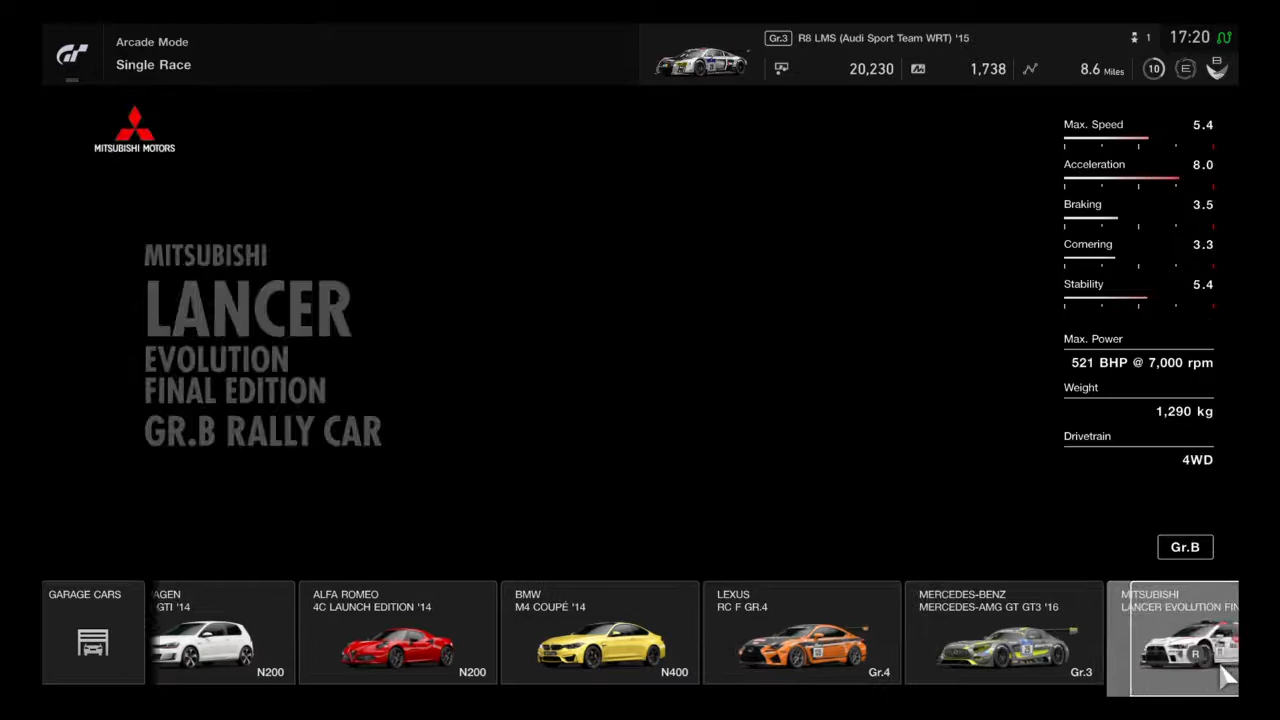 Arcade Mode
Single Race
Gr.3 R8 LMS (Audi Sport Team WRT) '15
1 17:20
20,230 1,738 8.6 Miles 10 E B
MITSUBISHI MOTORS
MITSUBISHI
LANCER
EVOLUTION
FINAL EDITION
GR.B RALLY CAR
Max. Speed 5.4
Acceleration 8.0
Braking 3.5
Cornering 3.3
Stability 5.4
Max. Power
521 BHP @ 7,000 rpm
Weight
1,290 kg
Drivetrain
4WD
Gr.B
GARAGE CARS
AGEN
GTI '14
N200
ALFA ROMEO
4C LAUNCH EDITION '14
N200
BMW
M4 COUPÉ '14
N400
LEXUS
RC F GR.4
Gr.4
MERCEDES-BENZ
MERCEDES-AMG GT GT3 '16
Gr.3
MITSUBISHI
LANCER EVOLUTION FIN
R